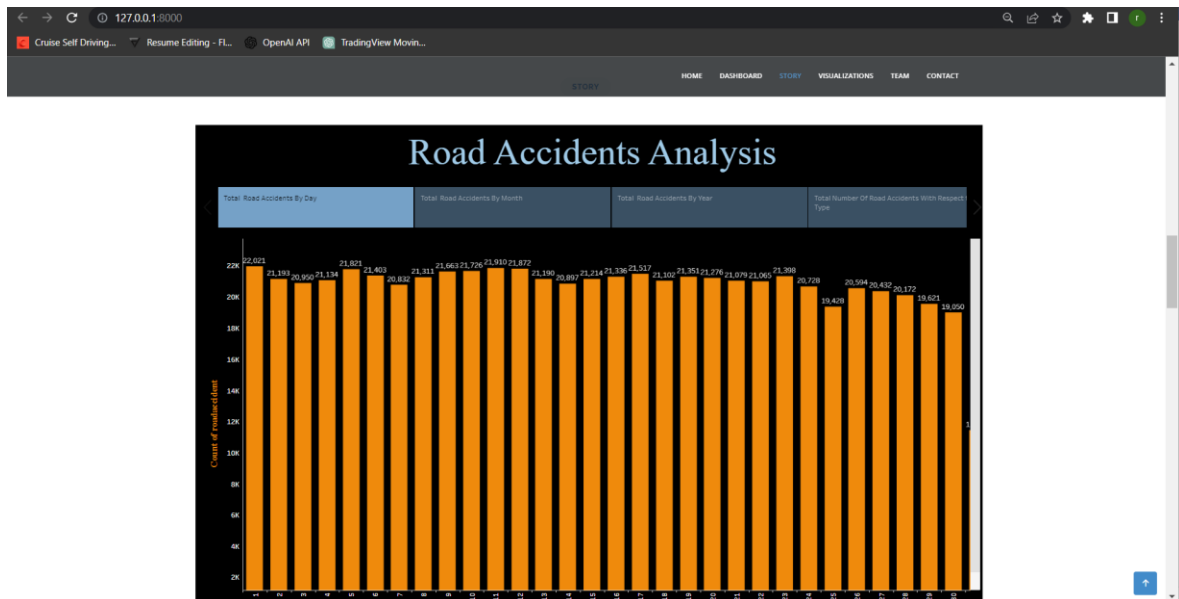 127.0.0.1:8000
r
Cruise Self Driving... Resume Editing - Fl... OpenAI API TradingView Movin...
HOME DASHBOARD STORY VISUALIZATIONS TEAM CONTACT
STORY
Road Accidents Analysis
Total Road Accidents By Day
Total Road Accidents By Month
Total Road Accidents By Year
Total Number Of Road Accidents With Respect
Type
22,021 21,193 20,950 21,134 21,821 21,403 20,832 21,311 21,663 21,726 21,910 21,872 21,190 20,897 21,214 21,336 21,517 21,102 21,351 21,276 21,079 21,065 21,398 20,728 19,428 20,594 20,432 20,172 19,621 19,050 1
22K
20K
18K
16K
14K
12K
10K
8K
6K
4K
2K
Count of roadaccident
1 2 3 4 5 6 7 8 9 10 11 12 13 14 15 16 17 18 19 20 21 22 23 24 25 26 27 28 29 30